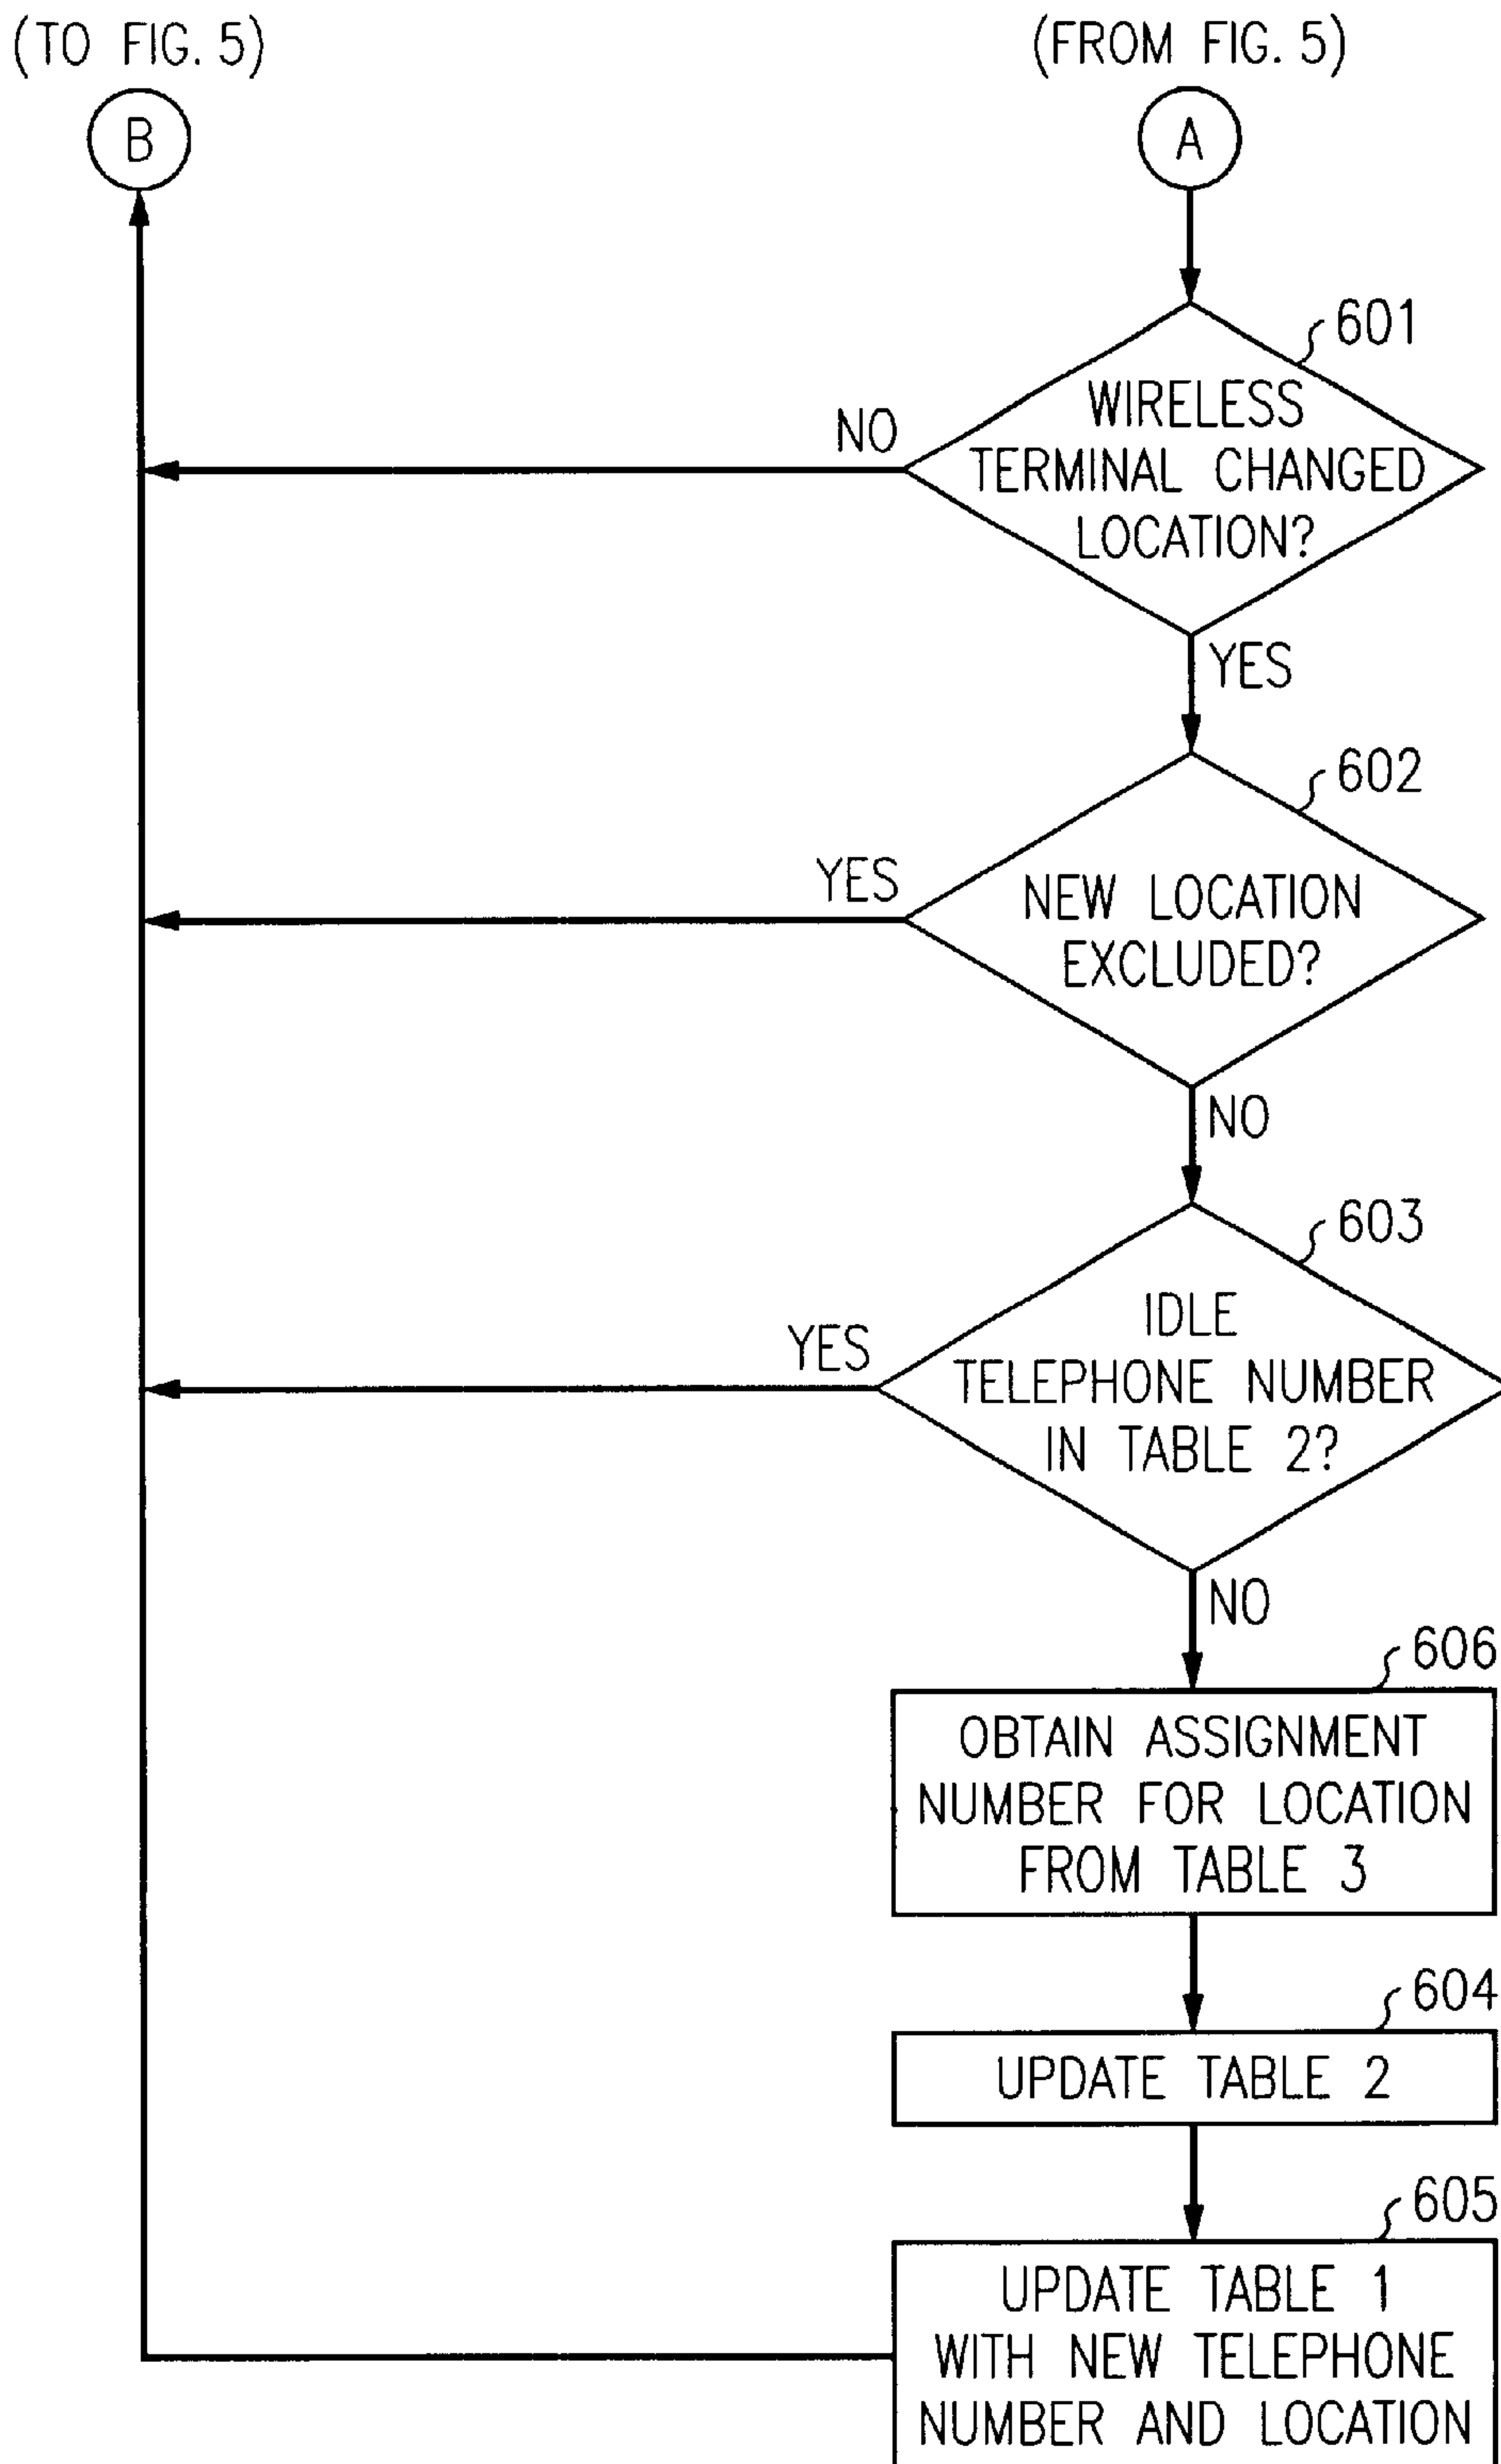 (TO FIG. 5)
(FROM FIG. 5)
B
A
601
WIRELESS
TERMINAL CHANGED
LOCATION?
NO
YES
602
NEW LOCATION
EXCLUDED?
YES
NO
603
IDLE
TELEPHONE NUMBER
IN TABLE 2?
YES
NO
606
OBTAIN ASSIGNMENT
NUMBER FOR LOCATION
FROM TABLE 3
604
UPDATE TABLE 2
605
UPDATE TABLE 1
WITH NEW TELEPHONE
NUMBER AND LOCATION